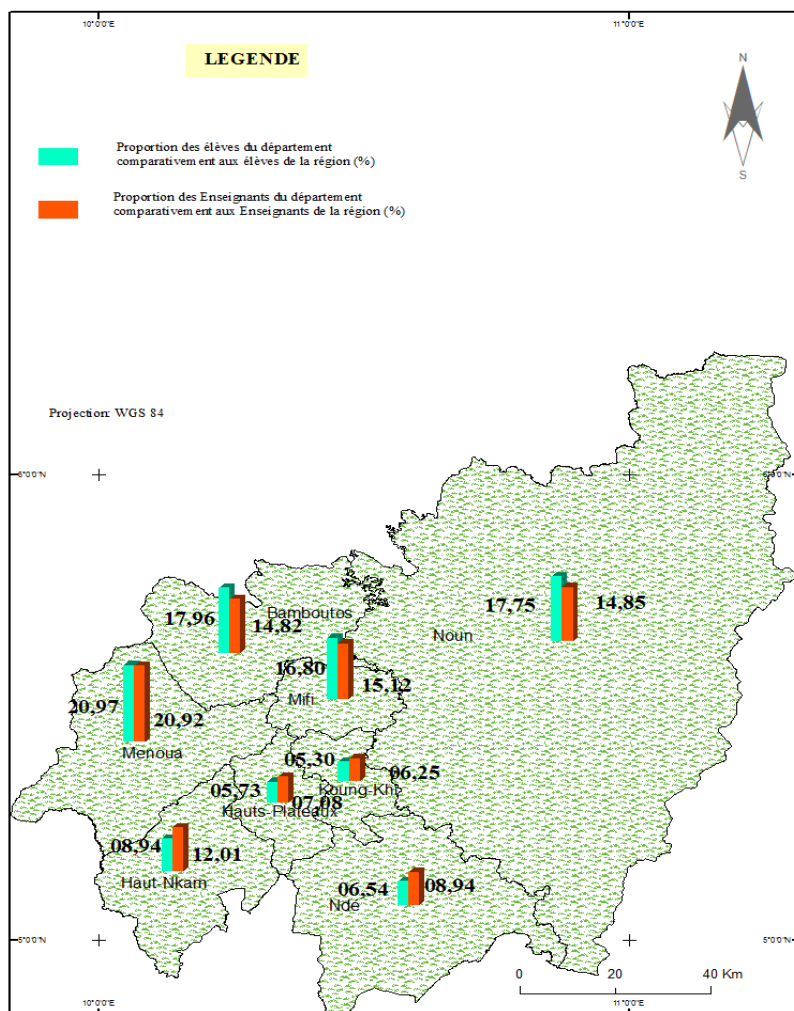 10°0'0"E
11°0'0"E
LEGENDE
N
S
Proportion des élèves du département
comparativement aux élèves de la région (%)
Proportion des Enseignants du département
comparativement aux Enseignants de la région (%)
Projection: WGS 84
6°0'0"N
Bamboutos
17,96
14,82
17,75
14,85
Noun
16,80
15,12
Mifi
20,97
20,92
Menoua
05,30
06,25
Koung-Khi
05,73
07,08
Hauts-Plateaux
08,94
12,01
Haut-Nkam
06,54
08,94
Ndé
5°0'0"N
5°0'0"N
0 20 40 Km
10°0'0"E
11°0'0"E